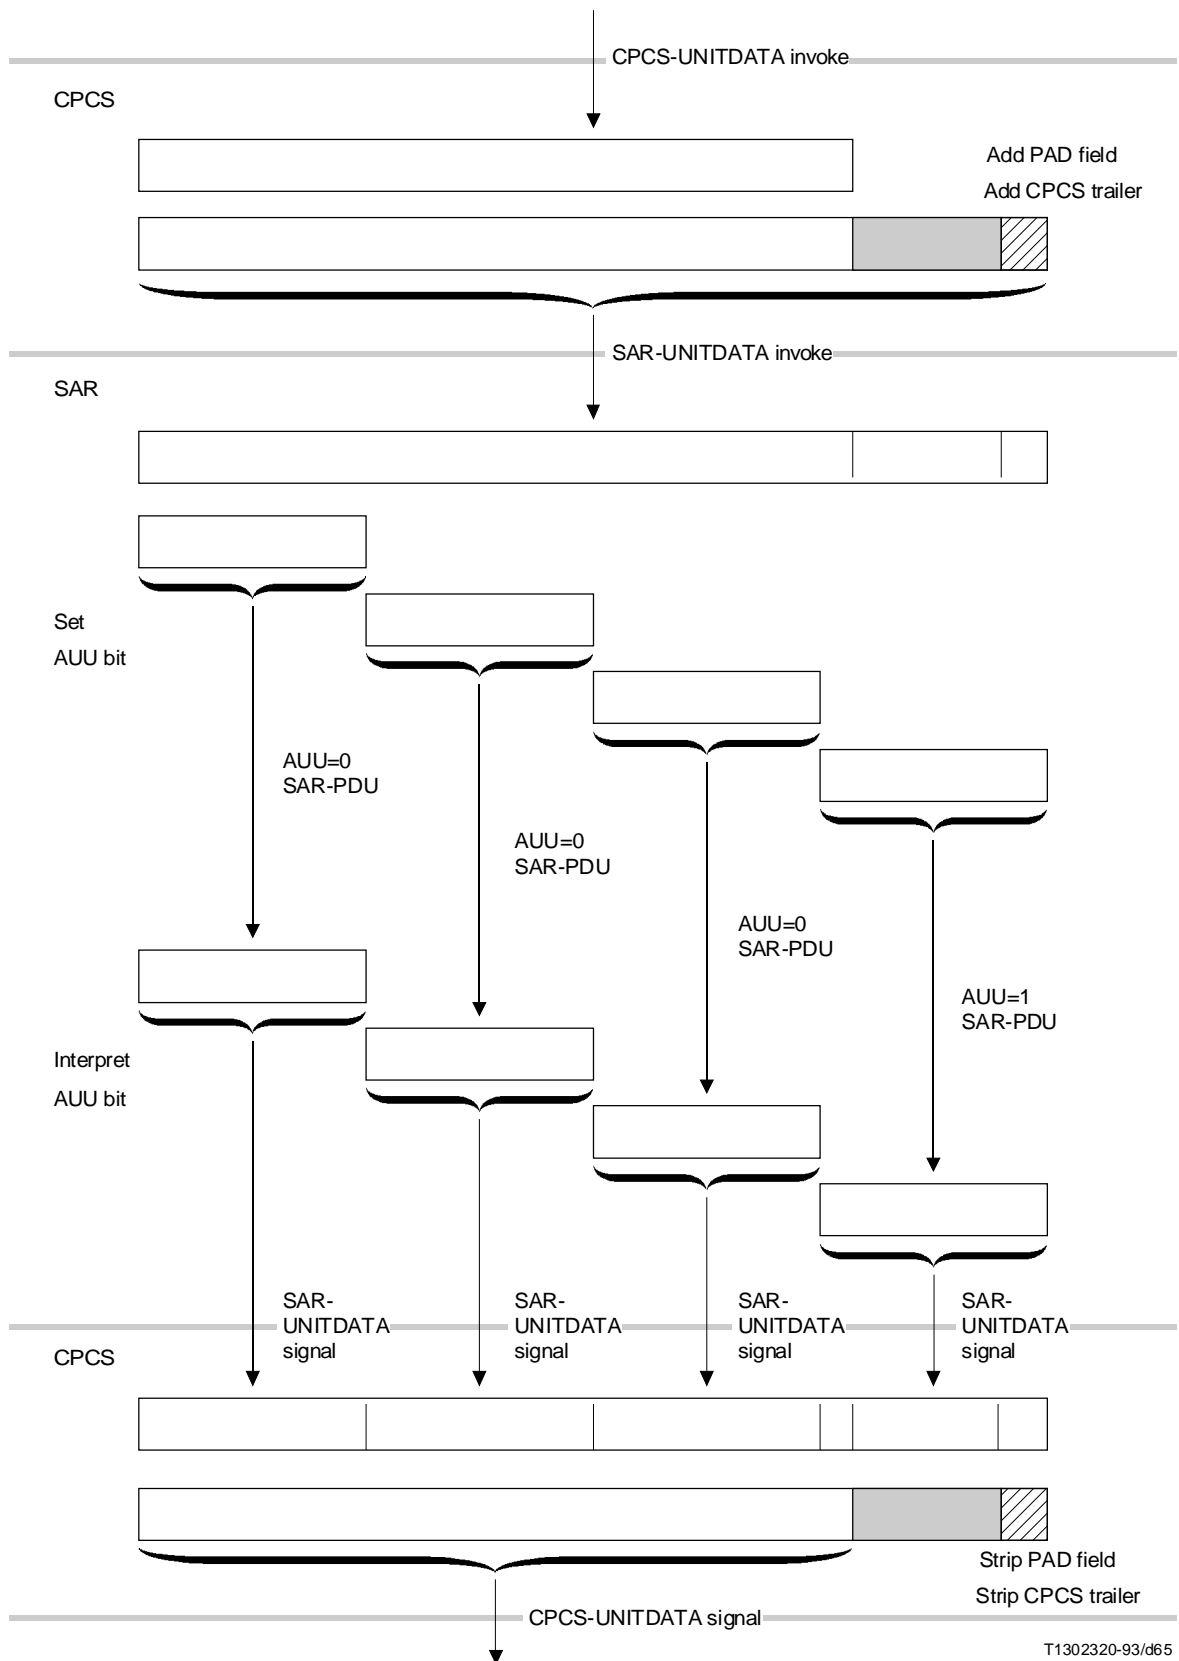 CPCS-UNITDATA invoke
CPCS
Add PAD field
Add CPCS trailer
SAR-UNITDATA invoke
SAR
Set
AUU bit
AUU=0
SAR-PDU
AUU=0
SAR-PDU
AUU=0
SAR-PDU
AUU=1
SAR-PDU
Interpret
AUU bit
SAR-
UNITDATA
signal
SAR-
UNITDATA
signal
SAR-
UNITDATA
signal
SAR-
UNITDATA
signal
CPCS
Strip PAD field
Strip CPCS trailer
CPCS-UNITDATA signal
T1302320-93/d65